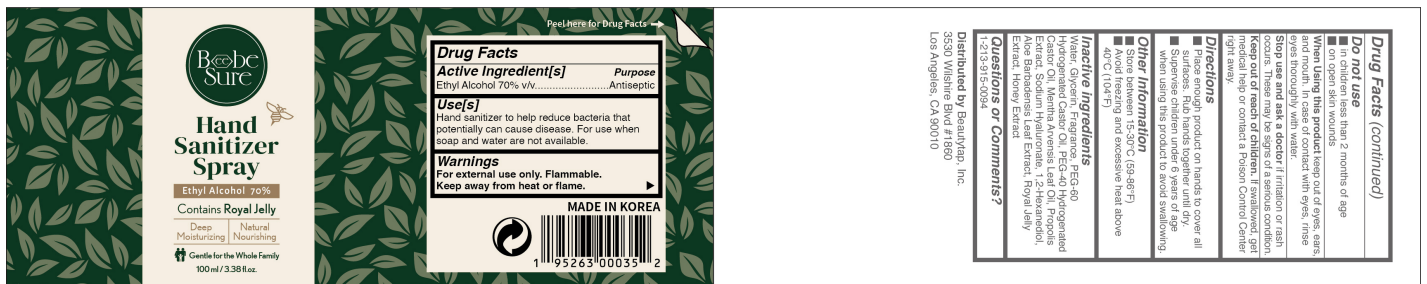 Bee be
Sure
Hand
Sanitizer
Spray
Ethyl Alcohol 70%
Contains Royal Jelly
Deep
Moisturizing
Natural
Nourishing
Gentle for the Whole Family
100 ml / 3.38 fl.oz.
Peel here for Drug Facts →
Drug Facts
Active Ingredient[s] Purpose
Ethyl Alcohol 70% v/v........................Antiseptic
Use[s]
Hand sanitizer to help reduce bacteria that
potentially can cause disease. For use when
soap and water are not available.
Warnings
For external use only. Flammable.
Keep away from heat or flame. ▶
MADE IN KOREA
1 95263 00035 2
Drug Facts (continued)
Do not use
■ in children less than 2 months of age
■ on open skin wounds
When Using this product keep out of eyes, ears,
and mouth. In case of contact with eyes, rinse
eyes thoroughly with water.
Stop use and ask a doctor if irritation or rash
occurs. These may be signs of a serious condition.
Keep out of reach of children. If swallowed, get
medical help or contact a Poison Control Center
right away.
Directions
■ Place enough product on hands to cover all
surfaces. Rub hands together until dry.
■ Supervise children under 6 years of age
when using this product to avoid swallowing.
Other Information
■ Store between 15-30°C (59-86°F)
■ Avoid freezing and excessive heat above
40°C (104°F)
Inactive ingredients
Water, Glycerin, Fragrance, PEG-60
Hydrogenated Castor Oil, PEG-40 Hydrogenated
Castor Oil, Mentha Arvensis Leaf Oil, Propolis
Extract, Sodium Hyaluronate, 1,2-Hexanediol,
Aloe Barbadensis Leaf Extract, Royal Jelly
Extract, Honey Extract
Questions or Comments?
1-213-915-0094
Distributed by Beautytap, Inc.
3530 Wilshire Blvd #1860
Los Angeles, CA 90010